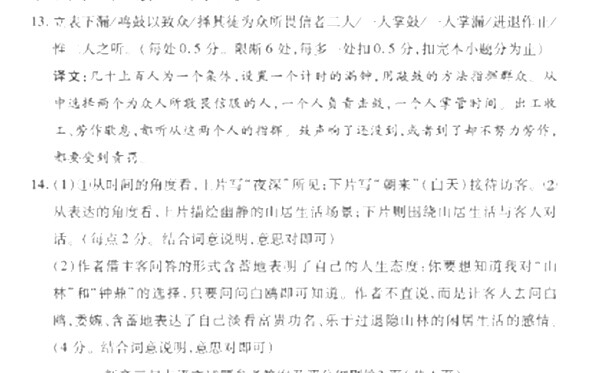 13. 立表下漏/鸣鼓以致众/择其徒为众所畏信者二人/一人掌鼓/一人掌漏/进退作止/
惟二人之听。(每处0.5分。限断6处,每多一处扣0.5分,扣完本小题分为止)
译文:几十上百人为一个集体,设置一个计时的漏钟,用敲鼓的方法指挥群众。从
中选择两个为众人所敬畏信服的人,一个人负责击鼓,一个人掌管时间。出工收
工、劳作歇息,都听从这两个人的指挥。鼓声响了还没到,或者到了却不努力劳作,
都要受到责罚。
14. (1)①从时间的角度看,上片写“夜深”所见;下片写“朝来”(白天)接待访客。②
从表达的角度看,上片描绘幽静的山居生活场景;下片则围绕山居生活与客人对
话。(每点2分。结合词意说明,意思对即可)
(2)作者借主客问答的形式含蓄地表明了自己的人生态度:你要想知道我对“山
林”和“钟鼎”的选择,只要问问白鸥即可知道。作者不直说,而是让客人去问白
鸥,委婉、含蓄地表达了自己淡看富贵功名、乐于过退隐山林的闲居生活的感情。
(4分。结合词意说明,意思对即可)